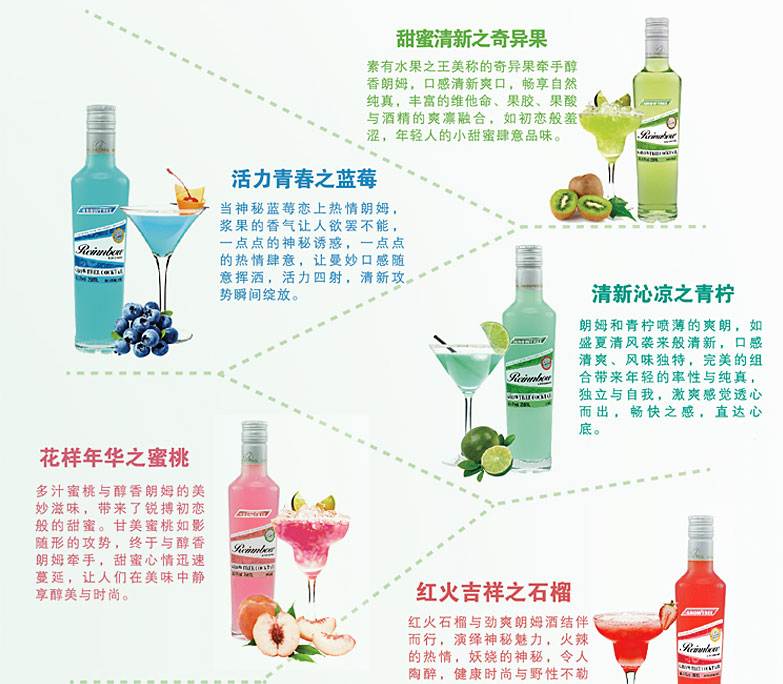 甜蜜清新之奇异果
素有水果之王美称的奇异果牵手醇
香朗姆，口感清新爽口，畅享自然
纯真，丰富的维他命、果胶、果酸
与酒精的爽凛融合，如初恋般羞
涩，年轻人的小甜蜜肆意品味。
Reinnbow
活力青春之蓝莓
当神秘蓝莓恋上热情朗姆，
浆果的香气让人欲罢不能，
一点点的神秘诱惑，一点点
的热情肆意，让曼妙口感随
意挥洒，活力四射，清新攻
势瞬间绽放。
Reinnbow
清新沁凉之青柠
朗姆和青柠喷薄的爽朗，如
盛夏清风袭来般清新，口感
清爽、风味独特，完美的组
合带来年轻的率性与纯真，
独立与自我，激爽感觉透心
而出，畅快之感，直达心
底。
Reinnbow
花样年华之蜜桃
多汁蜜桃与醇香朗姆的美
妙滋味，带来了锐搏初恋
般的甜蜜。甘美蜜桃如影
随形的攻势，终于与醇香
朗姆牵手，甜蜜心情迅速
蔓延，让人们在美味中静
享醇美与时尚。
Reinnbow
红火吉祥之石榴
红火石榴与劲爽朗姆酒结伴
而行，演绎神秘魅力，火辣
的热情，妖娆的神秘，令人
陶醉，健康时尚与野性不勒
Reinnbow